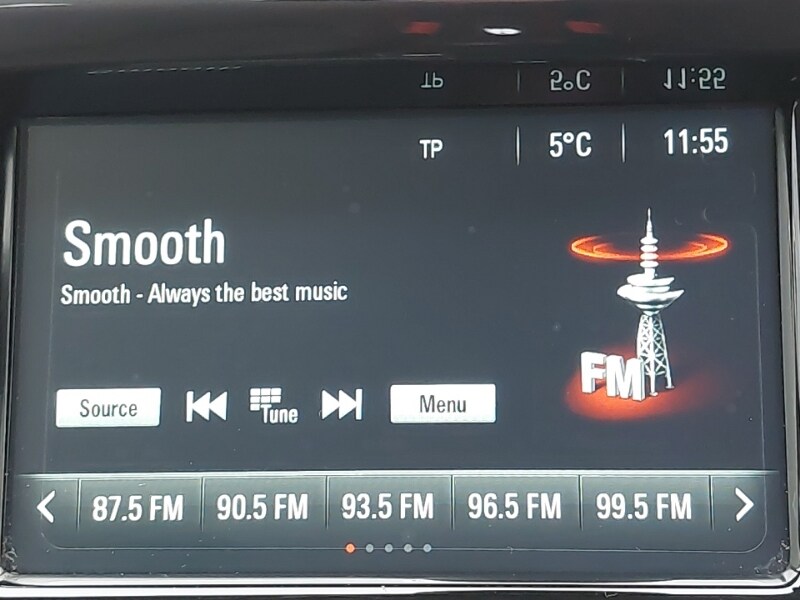 TP 5°C 11:55
Smooth
Smooth - Always the best music
FM
Source Tune Menu
87.5 FM 90.5 FM 93.5 FM 96.5 FM 99.5 FM